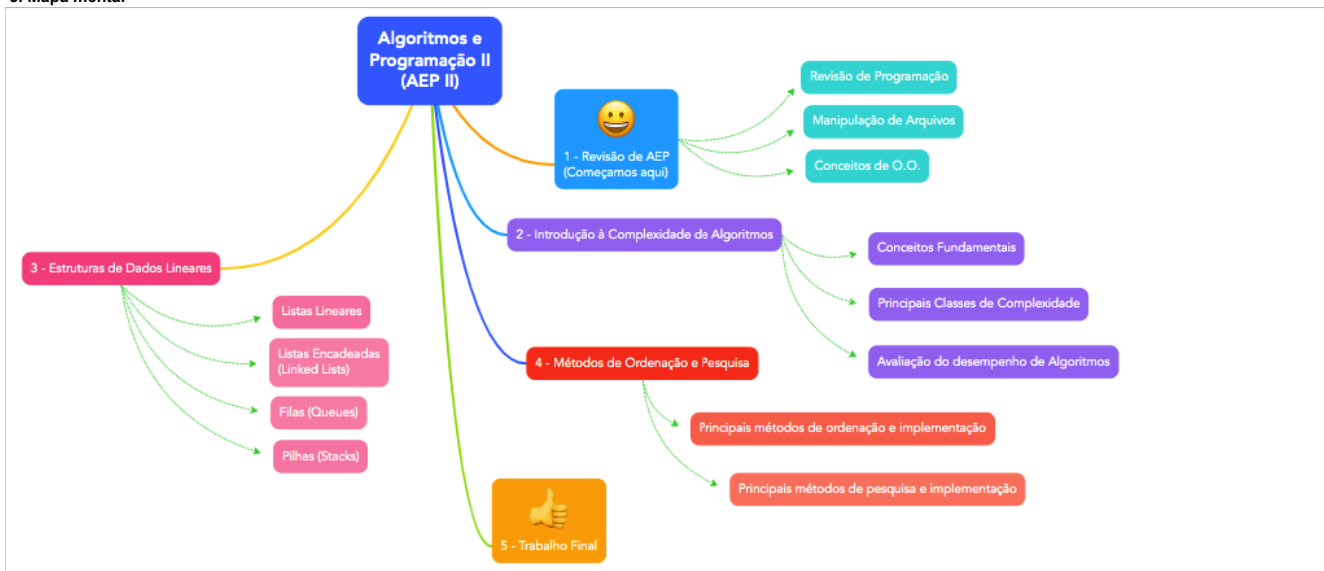 Algoritmos e
Programação II
(AEP II)
1 - Revisão de AEP
(Começamos aqui)
Revisão de Programação
Manipulação de Arquivos
Conceitos de O.O.
2 - Introdução à Complexidade de Algoritmos
Conceitos Fundamentais
Principais Classes de Complexidade
Avaliação do desempenho de Algoritmos
3 - Estruturas de Dados Lineares
Listas Lineares
Listas Encadeadas
(Linked Lists)
Filas (Queues)
Pilhas (Stacks)
4 - Métodos de Ordenação e Pesquisa
Principais métodos de ordenação e implementação
Principais métodos de pesquisa e implementação
5 - Trabalho Final